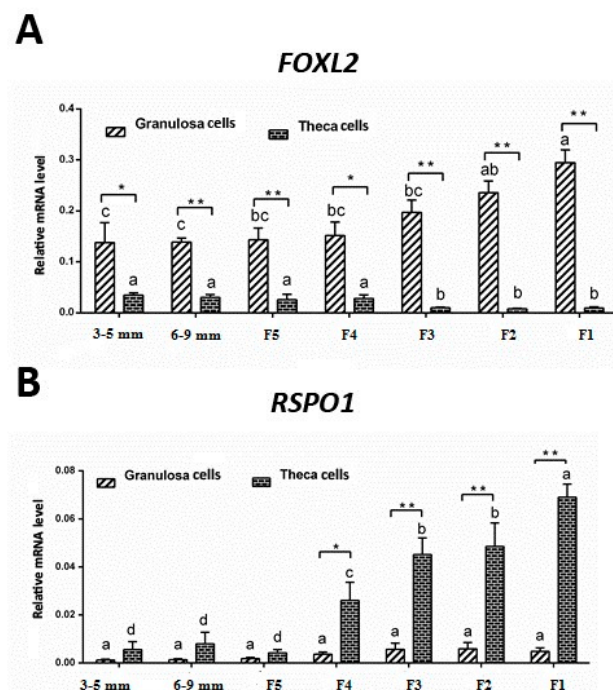 A
FOXL2
Granulosa cells Theca cells
Relative mRNA level
0.4
0.3
0.2
0.1
0.0
* ** ** * ** ** **
c a c a bc a bc a bc b ab b a b
3-5 mm 6-9 mm F5 F4 F3 F2 F1
B
RSPO1
Granulosa cells Theca cells
Relative mRNA level
0.08
0.06
0.04
0.02
0.00
* ** ** **
a d a d a d a c a b a b a a
3-5 mm 6-9 mm F5 F4 F3 F2 F1